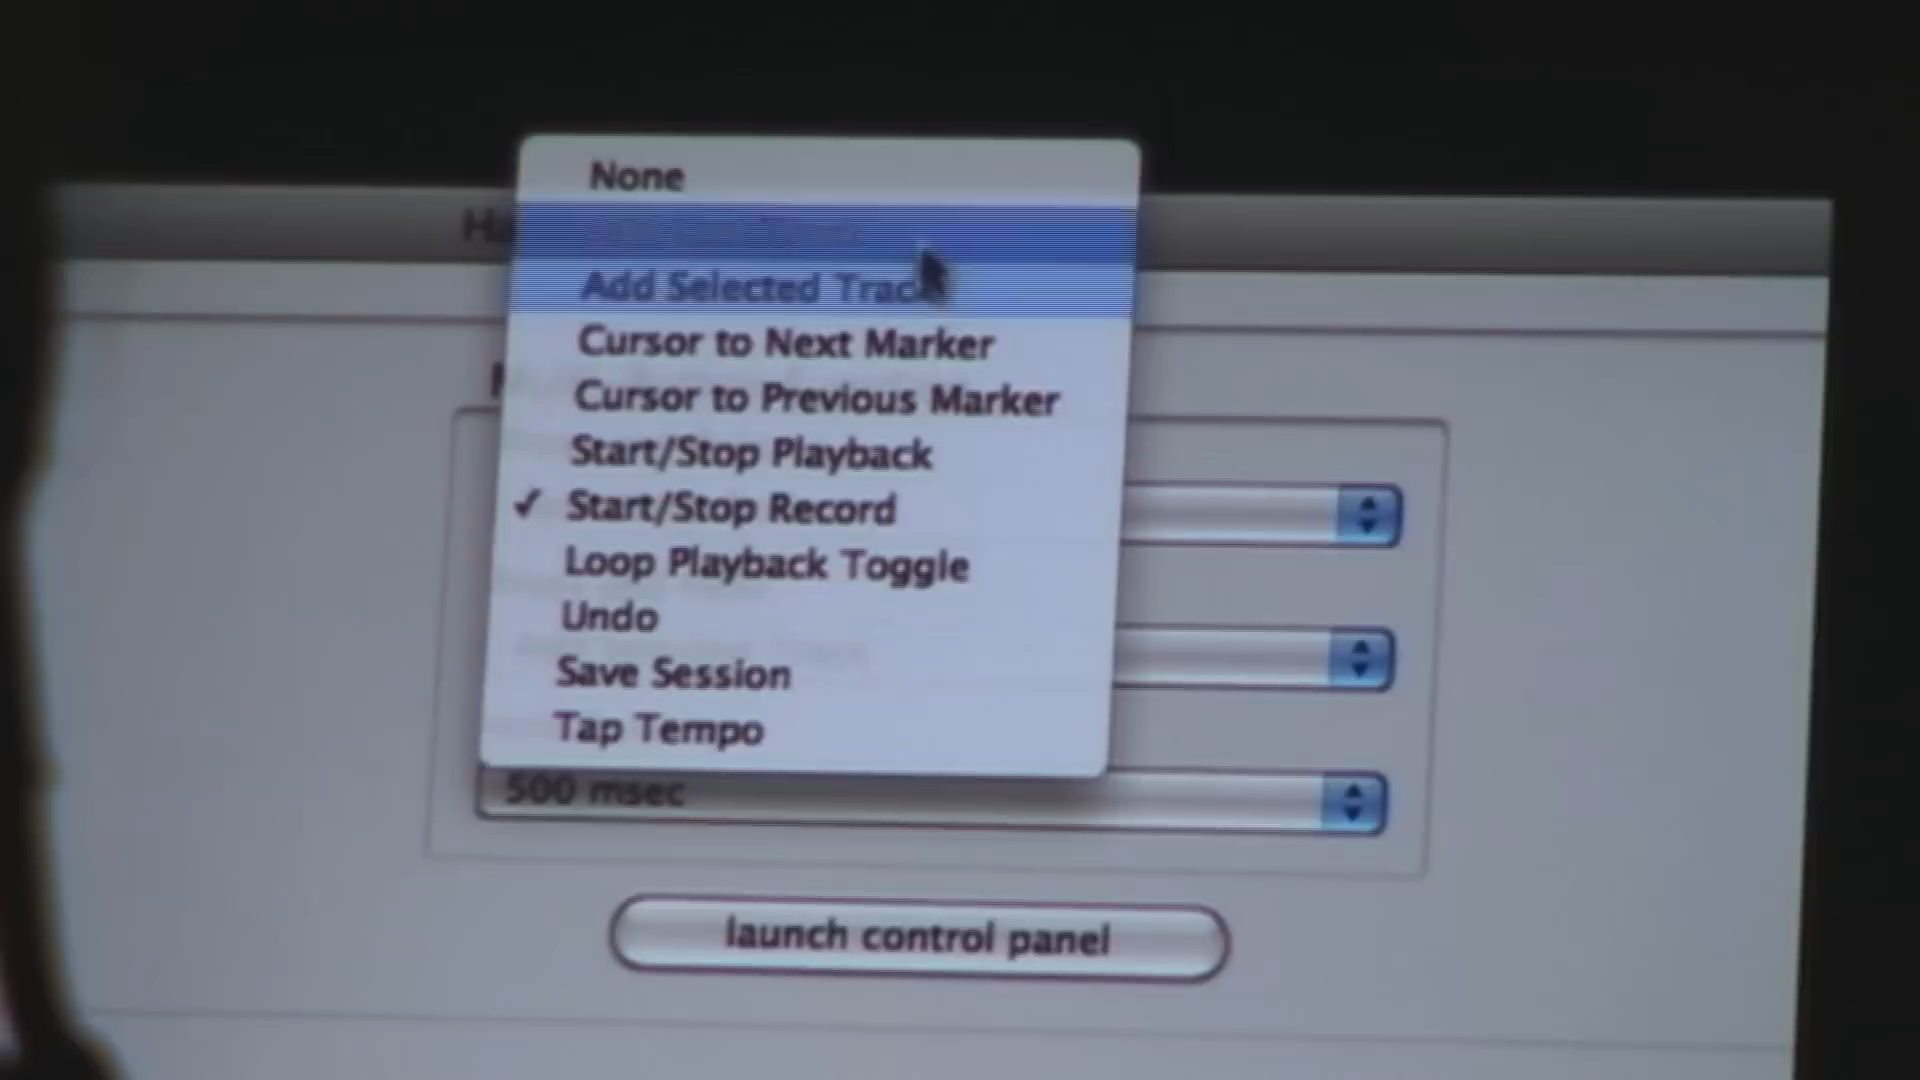 None
Add Selected Track
Cursor to Next Marker
Cursor to Previous Marker
Start/Stop Playback
✓ Start/Stop Record
Loop Playback Toggle
Undo
Save Session
Tap Tempo
500 msec
launch control panel